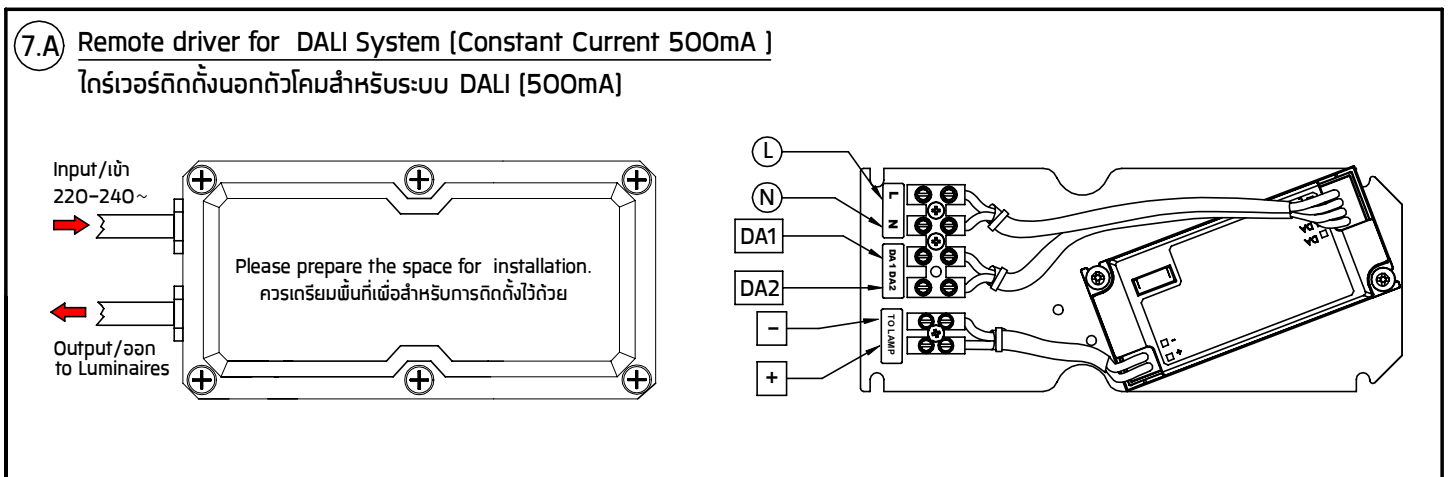 7.A Remote driver for DALI System (Constant Current 500mA )
ไดร์เวอร์ติดตั้งนอกตัวโคมสำหรับระบบ DALI (500mA)
Input/เข้า
220-240~
Please prepare the space for installation.
ควรเตรียมพื้นที่เพื่อสำหรับการติดตั้งไว้ด้วย
Output/ออก
to Luminaires
L
N
DA1
DA2
-
+
L N
DA1 DA2
TO LAMP
DA
DA
-
+